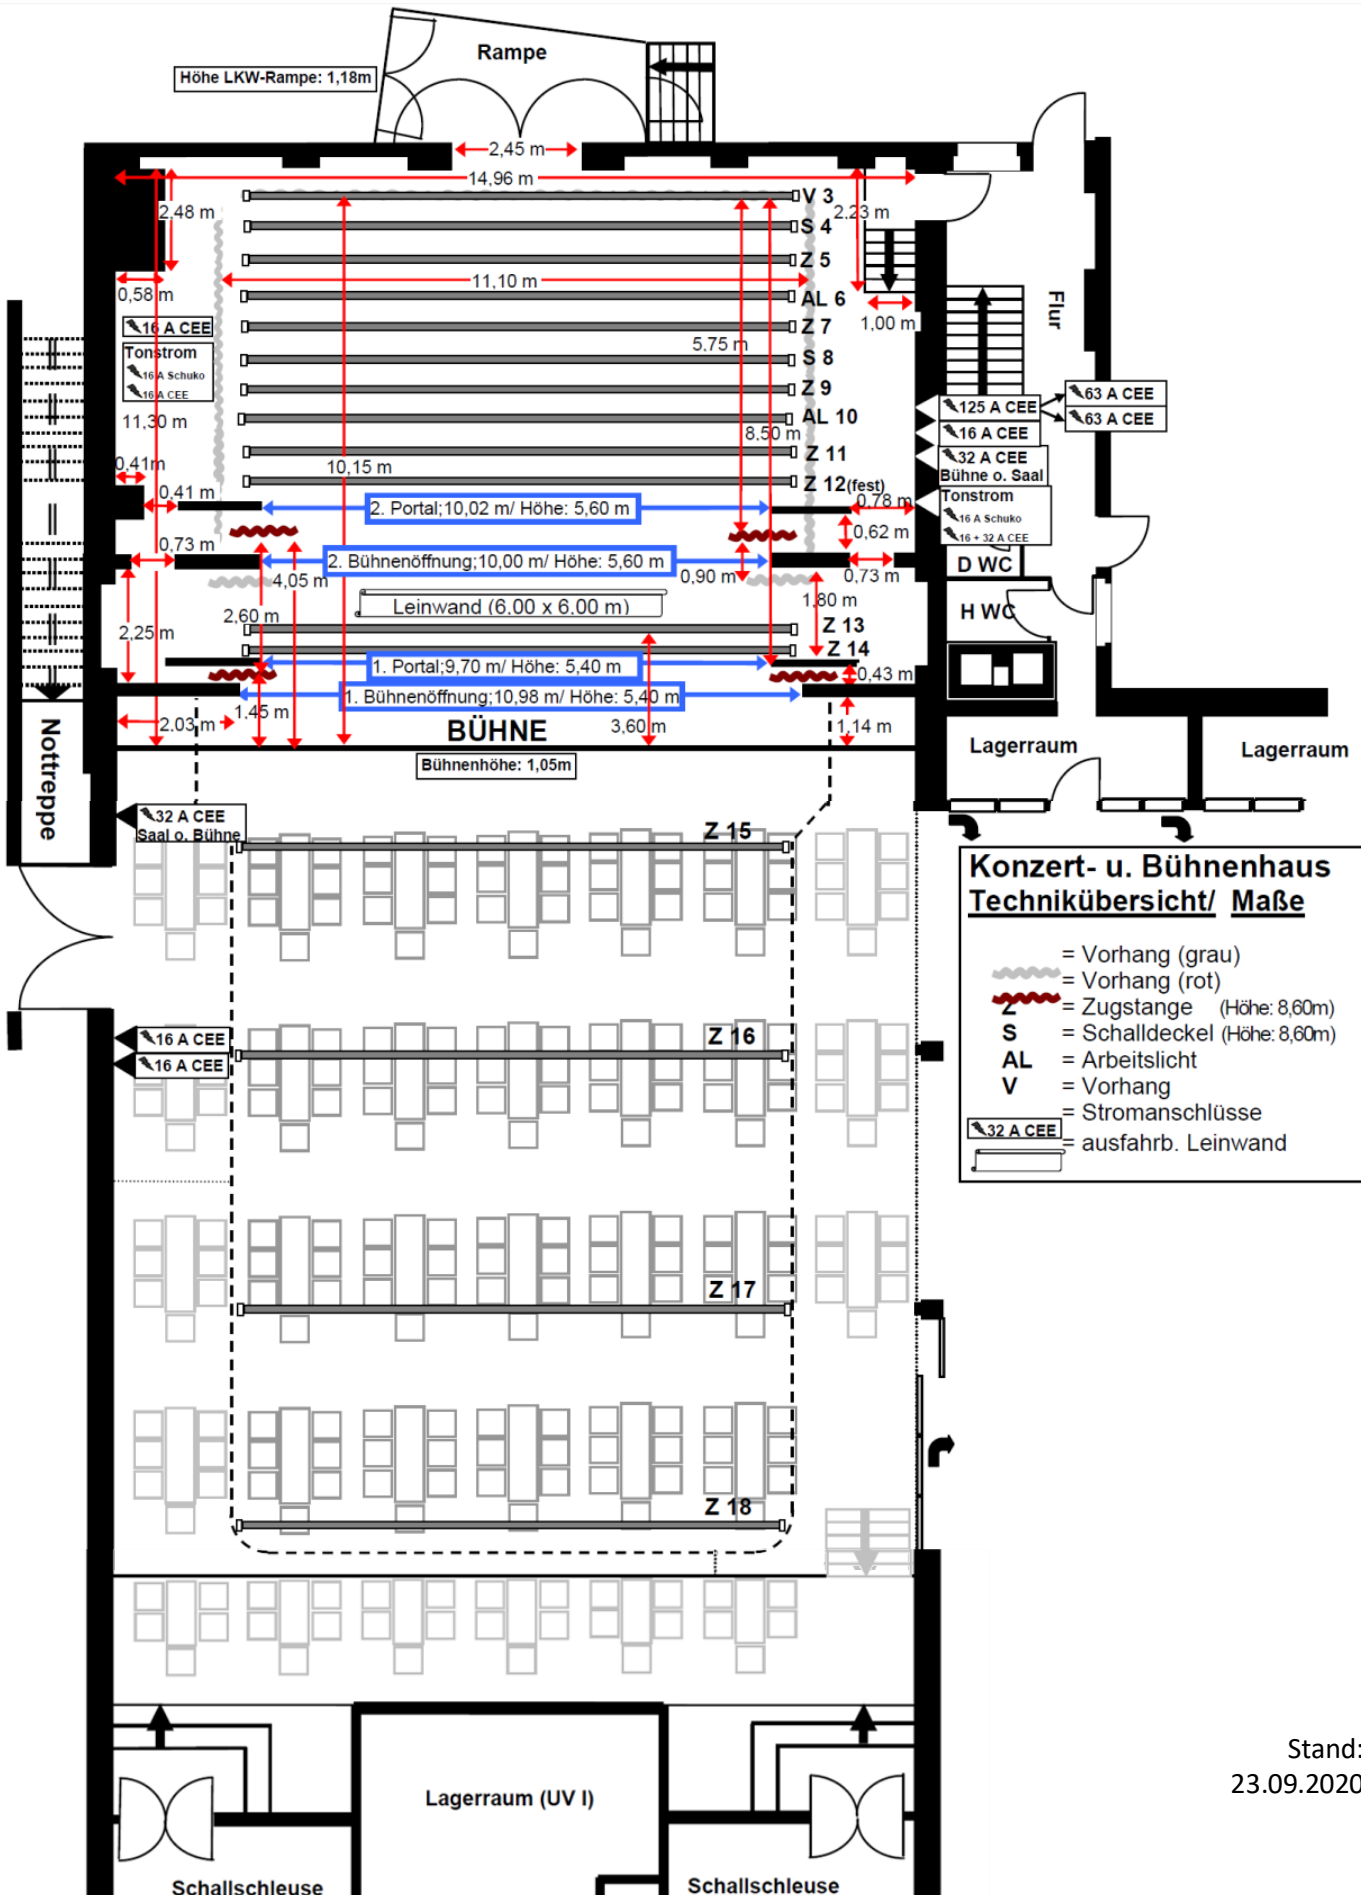 Rampe
Höhe LKW-Rampe: 1,18m
2,45 m
14,96 m
V 3
2,48 m
2.23 m
S 4
Z 5
11,10 m
0,58 m
AL 6
1,00 m
Flur
16 A CEE
Z 7
5.75 m
Tonstrom
16 A Schuko
16 A CEE
S 8
Z 9
63 A CEE
125 A CEE
63 A CEE
11,30 m
AL 10
8,50 m
16 A CEE
Z 11
32 A CEE
Bühne o. Saal
0,41m
10,15 m
Z 12(fest)
0,41 m
0.78 m
Tonstrom
16 A Schuko
16 + 32 A CEE
2. Portal;10,02 m/ Höhe: 5,60 m
0,62 m
0,73 m
2. Bühnenöffnung;10,00 m/ Höhe: 5,60 m
D WC
4,05 m
0,90 m
0,73 m
Leinwand (6.00 x 6.00 m)
1,80 m
H WC
2,60 m
2,25 m
Z 13
Z 14
1. Portal;9,70 m/ Höhe: 5,40 m
0,43 m
1. Bühnenöffnung;10,98 m/ Höhe: 5,40 m
1.45 m
2.03 m
BÜHNE
3,60 m
1,14 m
Bühnenhöhe: 1,05m
Nottreppe
Lagerraum
Lagerraum
32 A CEE
Saal o. Bühne
Z 15
Konzert- u. Bühnenhaus
Technikübersicht/ Maße
= Vorhang (grau)
= Vorhang (rot)
Z = Zugstange (Höhe: 8,60m)
S = Schalldeckel (Höhe: 8,60m)
AL = Arbeitslicht
V = Vorhang
= Stromanschlüsse
32 A CEE
= ausfahrb. Leinwand
16 A CEE
16 A CEE
Z 16
Z 17
Z 18
Stand:
23.09.2020
Lagerraum (UV I)
Schallschleuse
Schallschleuse